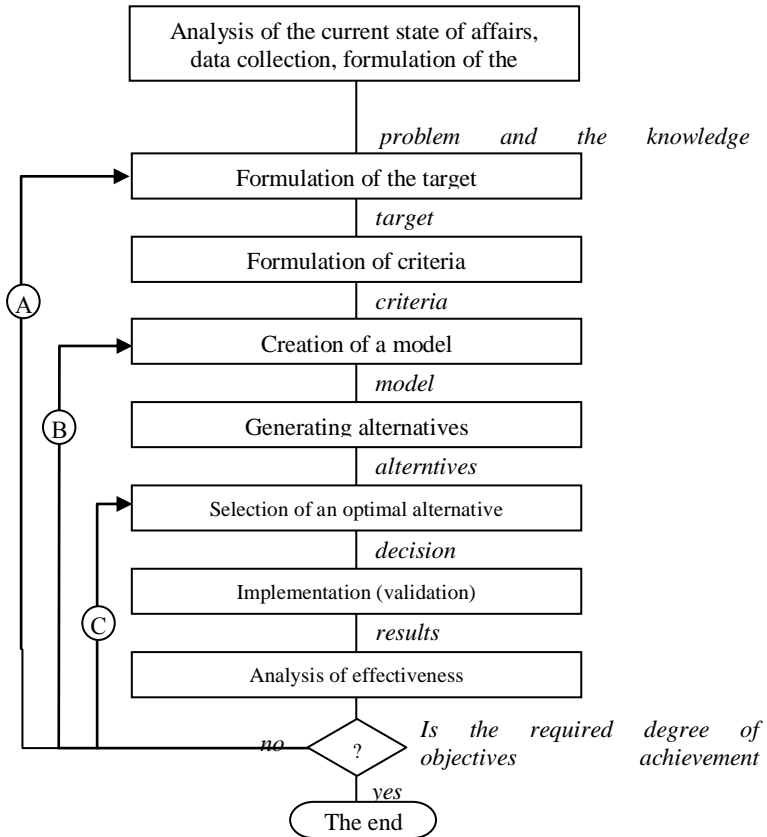 Analysis of the current state of affairs,
data collection, formulation of the
problem and the knowledge
Formulation of the target
target
Formulation of criteria
A
criteria
Creation of a model
model
B
Generating alternatives
alterntives
Selection of an optimal alternative
decision
Implementation (validation)
C
results
Analysis of effectiveness
Is the required degree of
no
?
objectives achievement
yes
The end